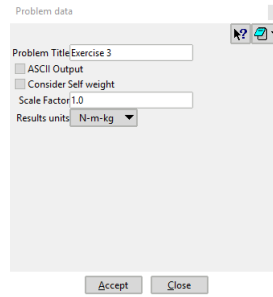 Problem data
Problem Title Exercise 3
ASCII Output
Consider Self weight
Scale Factor 1.0
Results units N-m-kg
Accept Close